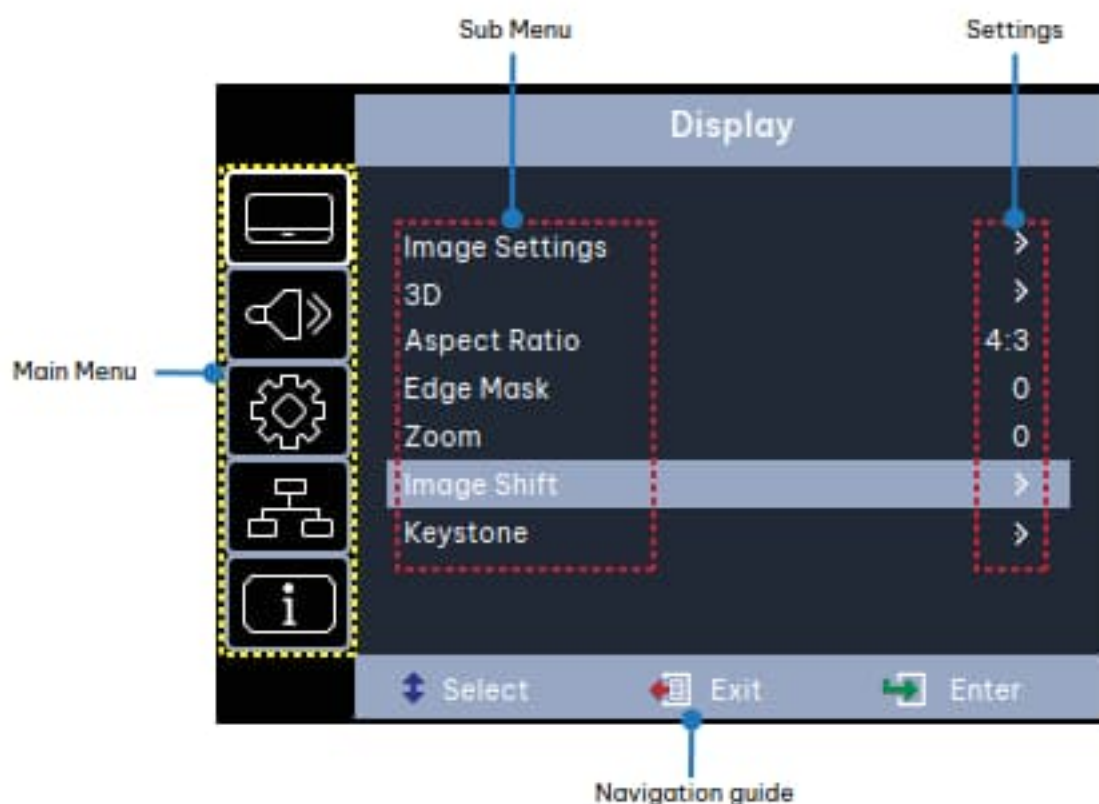 Sub Menu Settings
Display
Image Settings
3D
Aspect Ratio 4:3
Edge Mask 0
Zoom 0
Image Shift
Keystone
Main Menu
i
Select Exit Enter
Navigation guide